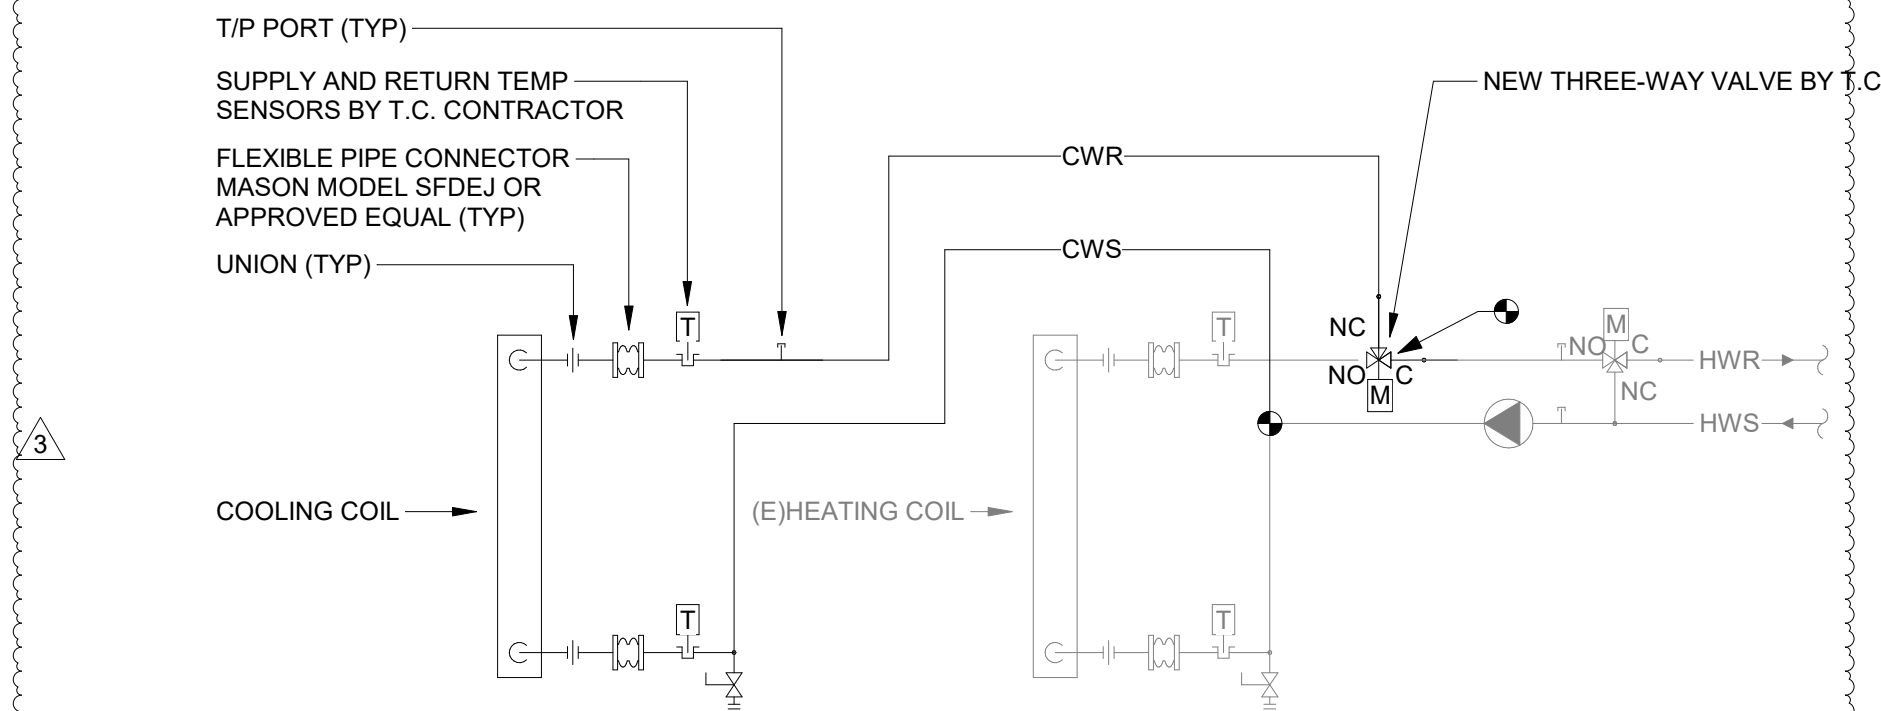 T/P PORT (TYP)
SUPPLY AND RETURN TEMP
SENSORS BY T.C. CONTRACTOR
NEW THREE-WAY VALVE BY T.C
FLEXIBLE PIPE CONNECTOR
MASON MODEL SFDEJ OR
APPROVED EQUAL (TYP)
CWR
CWS
UNION (TYP)
T
T
NC
M
NO
C
NO
C
M
HWR
NC
HWS
3
COOLING COIL
(E)HEATING COIL
T
T